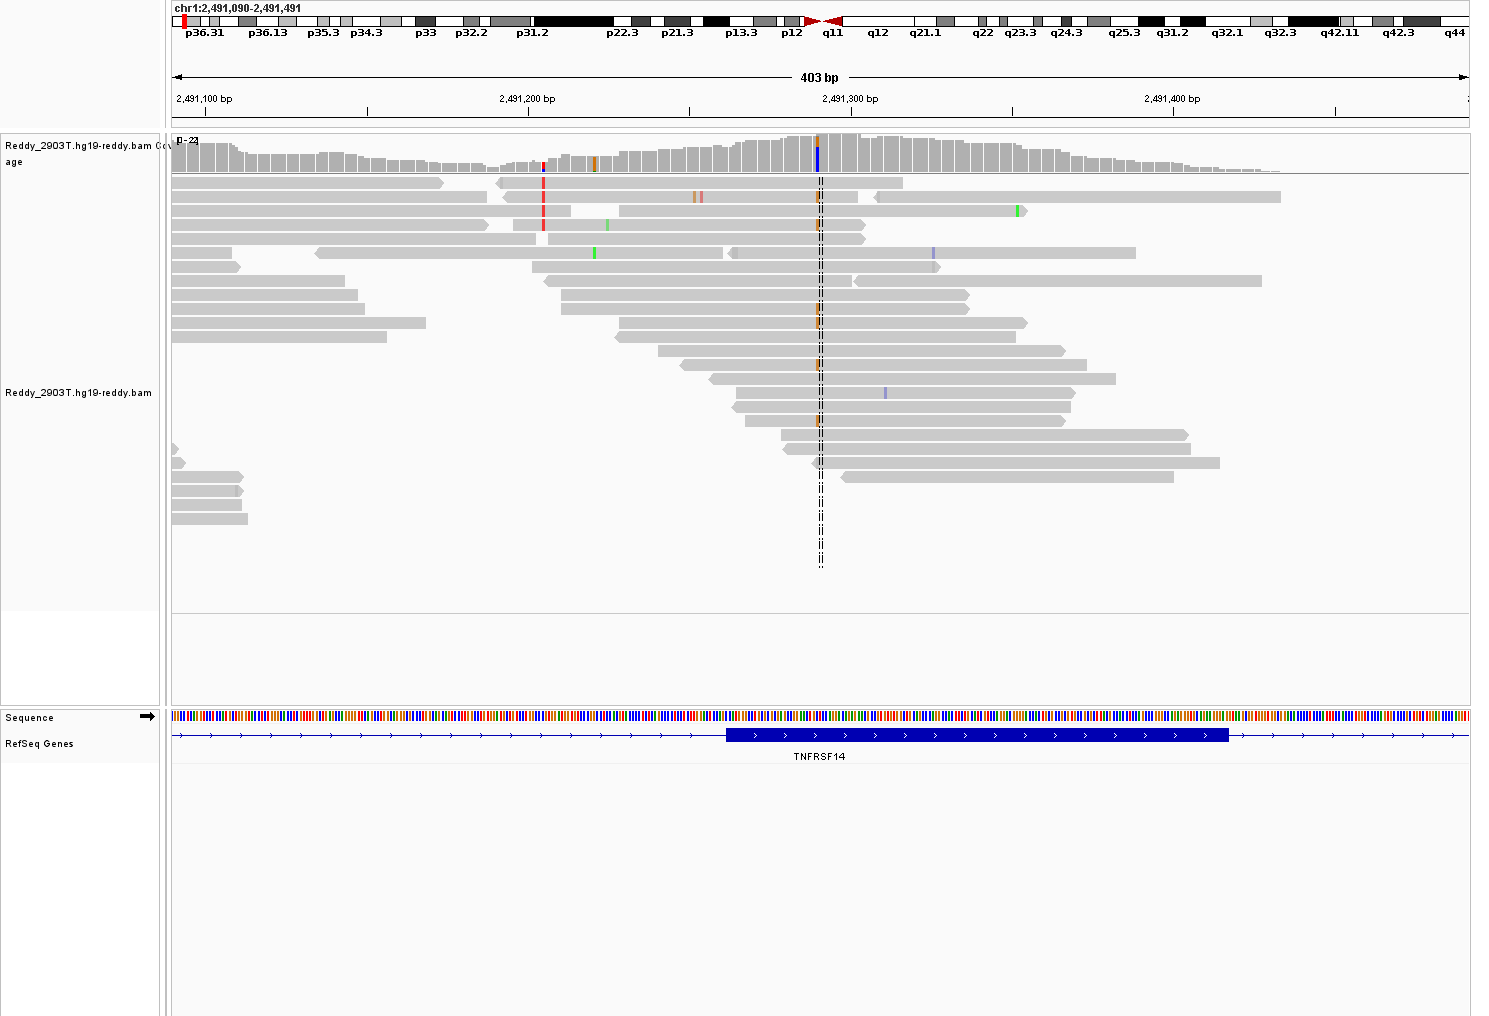 chr1:2,491,090-2,491,491
p36.31 p36.13 p35.3 p34.3 p33 p32.2 p31.2 p22.3 p21.3 p13.3 p12 q11 q12 q21.1 q22 q23.3 q24.3 q25.3 q31.2 q32.1 q32.3 q42.11 q42.3 q44
403 bp
2,491,100 bp 2,491,200 bp 2,491,300 bp 2,491,400 bp
Reddy_2903T.hg19-reddy.bam Cov
age
Reddy_2903T.hg19-reddy.bam
Sequence
RefSeq Genes
TNFRSF14